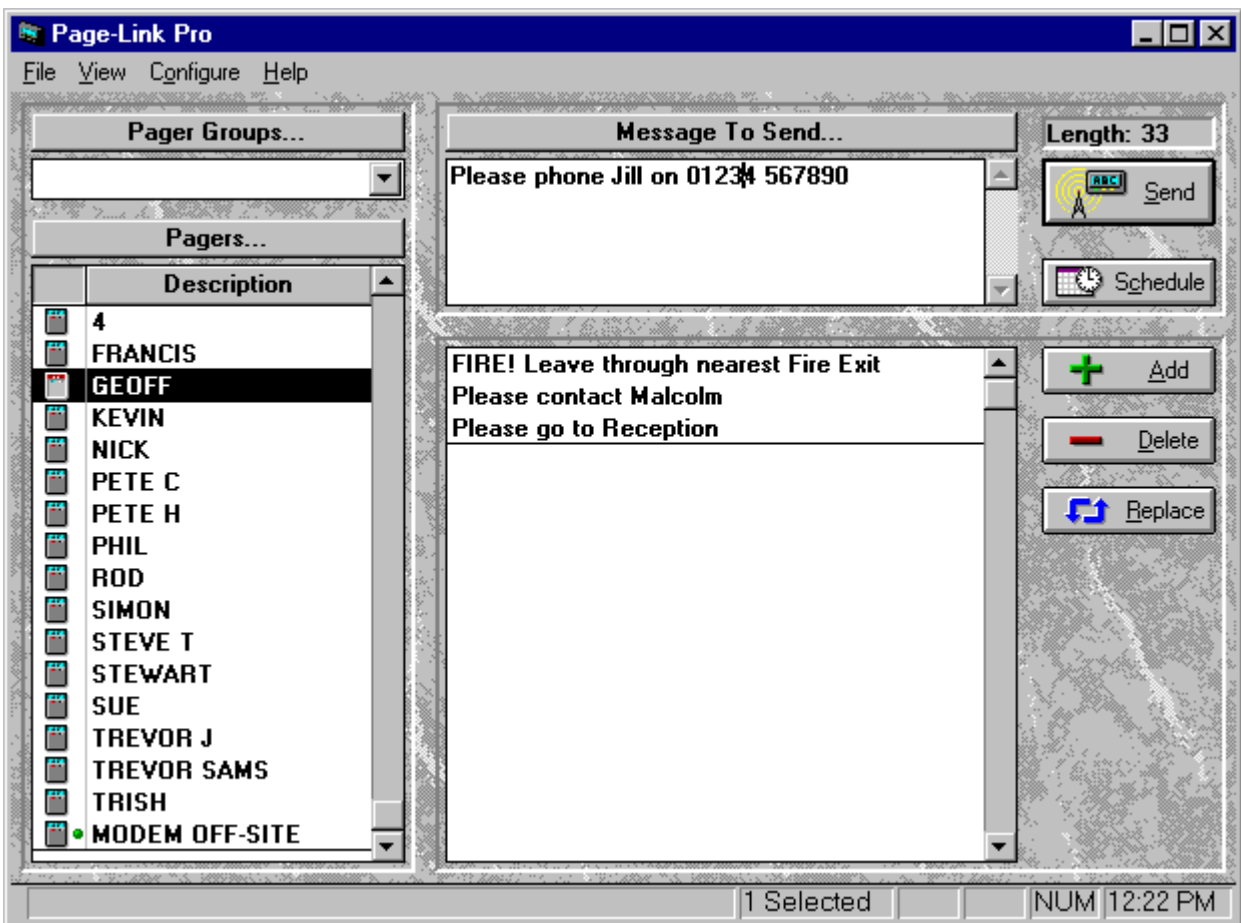 Page-Link Pro
File View Configure Help
Pager Groups...
Pagers...
Description
4
FRANCIS
GEOFF
KEVIN
NICK
PETE C
PETE H
PHIL
ROD
SIMON
STEVE T
STEWART
SUE
TREVOR J
TREVOR SAMS
TRISH
MODEM OFF-SITE
Message To Send...
Please phone Jill on 01234 567890
Length: 33
ABC
Send
Schedule
FIRE! Leave through nearest Fire Exit
Please contact Malcolm
Please go to Reception
Add
Delete
Replace
1 Selected
NUM
12:22 PM